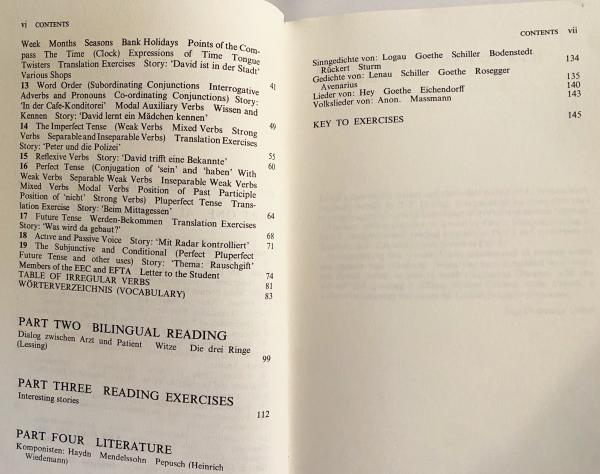 vi CONTENTS
Week Months Seasons Bank Holidays Points of the Com-
pass The Time (Clock) Expressions of Time Tongue
Twisters Translation Exercises Story: 'David ist in der Stadt'
Various Shops 41
13 Word Order (Subordinating Conjunctions Interrogative
Adverbs and Pronouns Co-ordinating Conjunctions) Story:
'In der Cafe-Konditorei' Modal Auxiliary Verbs Wissen and
Kennen Story: 'David lernt ein Mädchen kennen' 49
14 The Imperfect Tense (Weak Verbs Mixed Verbs Strong
Verbs Separable and Inseparable Verbs) Translation Exercises
Story: 'Peter und die Polizei' 55
15 Reflexive Verbs Story: 'David trifft eine Bekannte' 60
16 Perfect Tense (Conjugation of 'sein' and 'haben' With
Weak Verbs Separable Weak Verbs Inseparable Weak Verbs
Mixed Verbs Modal Verbs Position of Past Participle
Position of 'nicht' Strong Verbs) Pluperfect Tense Trans-
lation Exercise Story: 'Beim Mittagessen' 64
17 Future Tense Werden-Bekommen Translation Exercises
Story: 'Was wird da gebaut?' 68
18 Active and Passive Voice Story: 'Mit Radar kontrolliert' 71
19 The Subjunctive and Conditional (Perfect Pluperfect
Future Tense and other uses) Story: 'Thema: Rauschgift'
Members of the EEC and EFTA Letter to the Student 74
TABLE OF IRREGULAR VERBS 81
WÖRTERVERZEICHNIS (VOCABULARY) 83
PART TWO BILINGUAL READING
Dialog zwischen Arzt und Patient Witze Die drei Ringe
(Lessing) 99
PART THREE READING EXERCISES
Interesting stories 112
PART FOUR LITERATURE
Komponisten: Haydn Mendelssohn Pepusch (Heinrich
Wiedemann)
CONTENTS vii
Sinngedichte von: Logau Goethe Schiller Bodenstedt
Rückert Sturm 134
Gedichte von: Lenau Schiller Goethe Rosegger
Avenarius 135
Lieder von: Hey Goethe Eichendorff 140
Volkslieder von: Anon. Massmann 143
KEY TO EXERCISES 145